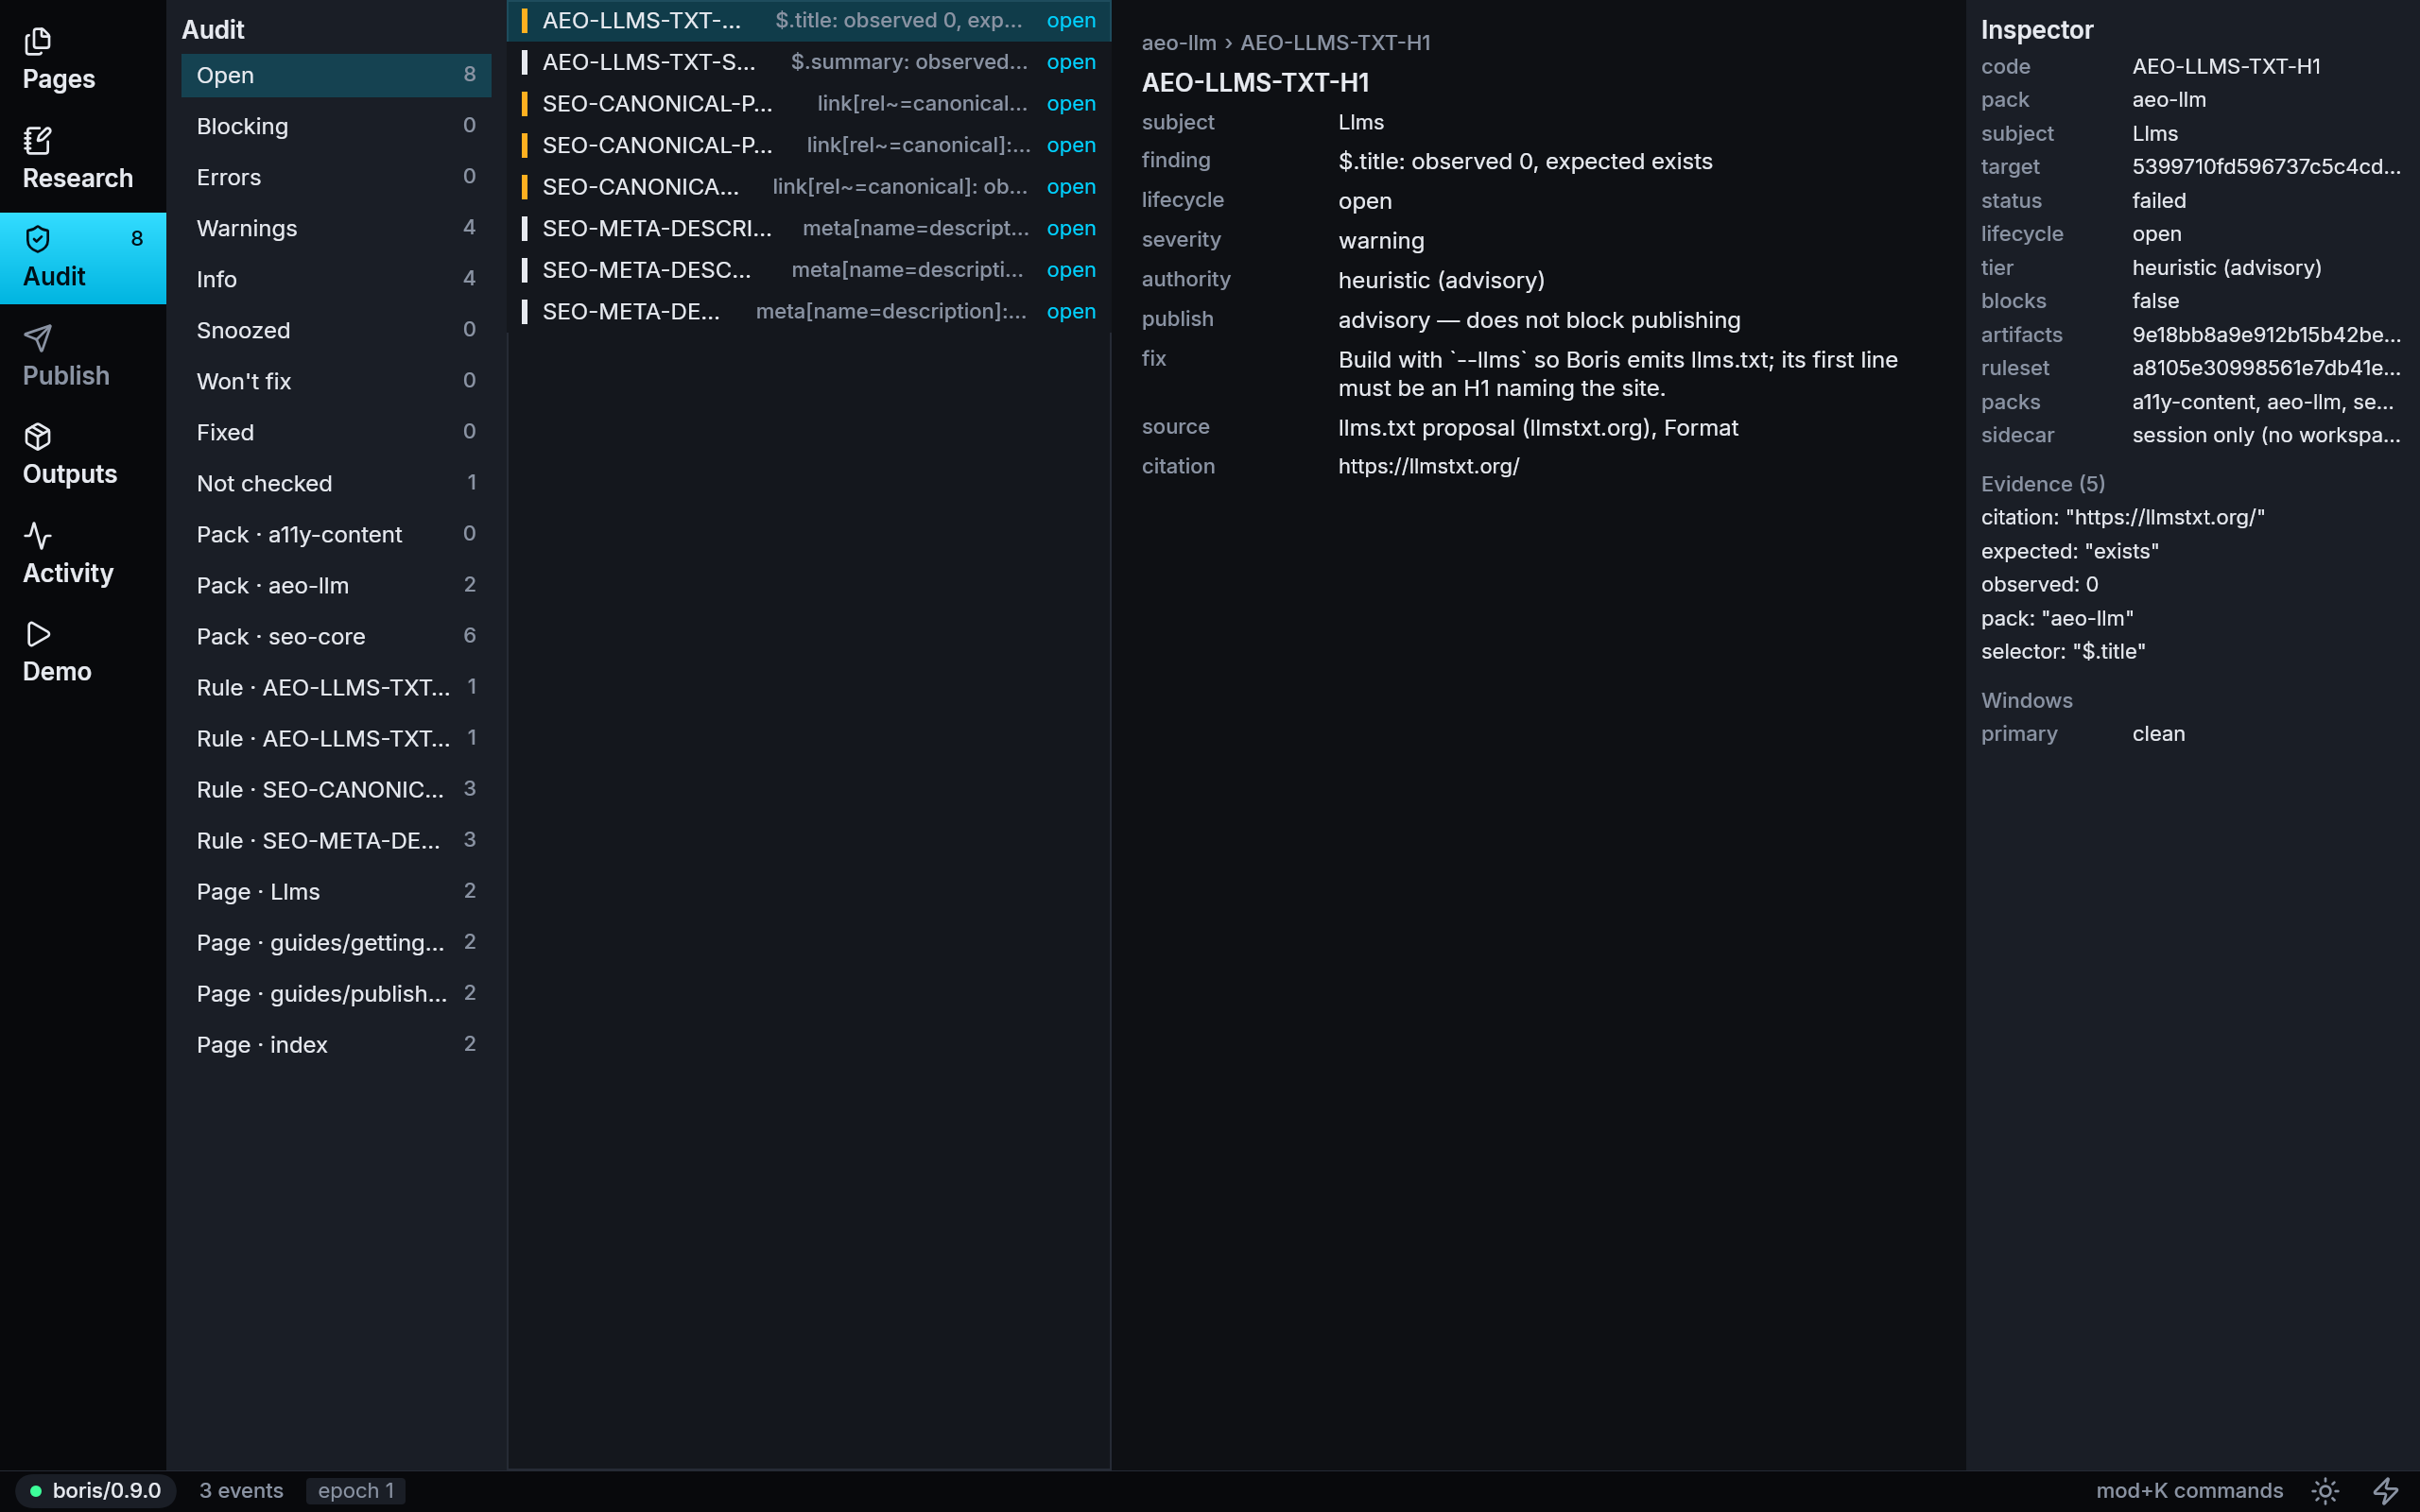 Pages
Research
8
Audit
Publish
Outputs
Activity
Demo
Audit
Open 8
Blocking 0
Errors 0
Warnings 4
Info 4
Snoozed 0
Won't fix 0
Fixed 0
Not checked 1
Pack · a11y-content 0
Pack · aeo-llm 2
Pack · seo-core 6
Rule · AEO-LLMS-TXT... 1
Rule · AEO-LLMS-TXT... 1
Rule · SEO-CANONIC... 3
Rule · SEO-META-DE... 3
Page · Llms 2
Page · guides/getting... 2
Page · guides/publish... 2
Page · index 2
AEO-LLMS-TXT-... $.title: observed 0, exp... open
AEO-LLMS-TXT-S... $.summary: observed... open
SEO-CANONICAL-P... link[rel~=canonical... open
SEO-CANONICAL-P... link[rel~=canonical]:... open
SEO-CANONICA... link[rel~=canonical]: ob... open
SEO-META-DESCRI... meta[name=descript... open
SEO-META-DESC... meta[name=descripti... open
SEO-META-DE... meta[name=description]:... open
aeo-llm › AEO-LLMS-TXT-H1
AEO-LLMS-TXT-H1
subject Llms
finding $.title: observed 0, expected exists
lifecycle open
severity warning
authority heuristic (advisory)
publish advisory — does not block publishing
fix Build with `--llms` so Boris emits llms.txt; its first line
must be an H1 naming the site.
source llms.txt proposal (llmstxt.org), Format
citation https://llmstxt.org/
Inspector
code AEO-LLMS-TXT-H1
pack aeo-llm
subject Llms
target 5399710fd596737c5c4cd...
status failed
lifecycle open
tier heuristic (advisory)
blocks false
artifacts 9e18bb8a9e912b15b42be...
ruleset a8105e30998561e7db41e...
packs a11y-content, aeo-llm, se...
sidecar session only (no workspa...
Evidence (5)
citation: "https://llmstxt.org/"
expected: "exists"
observed: 0
pack: "aeo-llm"
selector: "$.title"
Windows
primary clean
boris/0.9.0 3 events epoch 1 mod+K commands